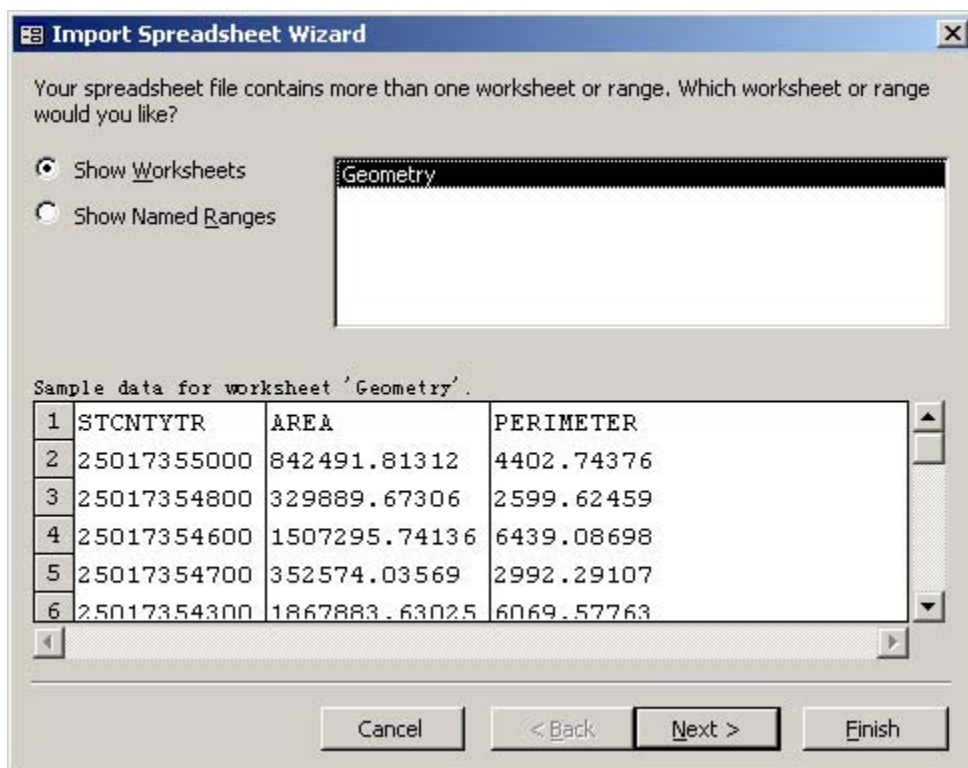 Import Spreadsheet Wizard
Your spreadsheet file contains more than one worksheet or range. Which worksheet or range
would you like?
Show Worksheets
Show Named Ranges
Geometry
Sample data for worksheet 'Geometry'.
1 STCNTYTR AREA PERIMETER
2 25017355000 842491.81312 4402.74376
3 25017354800 329889.67306 2599.62459
4 25017354600 1507295.74136 6439.08698
5 25017354700 352574.03569 2992.29107
6 25017354300 1867883.63025 6069.57763
Cancel < Back Next > Finish